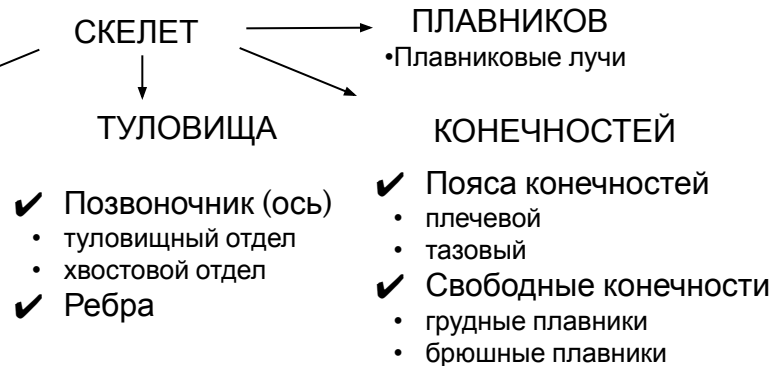 СКЕЛЕТ
ПЛАВНИКОВ
•Плавниковые лучи
ТУЛОВИЩА
✔ Позвоночник (ось)
• туловищный отдел
• хвостовой отдел
✔ Ребра
КОНЕЧНОСТЕЙ
✔ Пояса конечностей
• плечевой
• тазовый
✔ Свободные конечности
• грудные плавники
• брюшные плавники